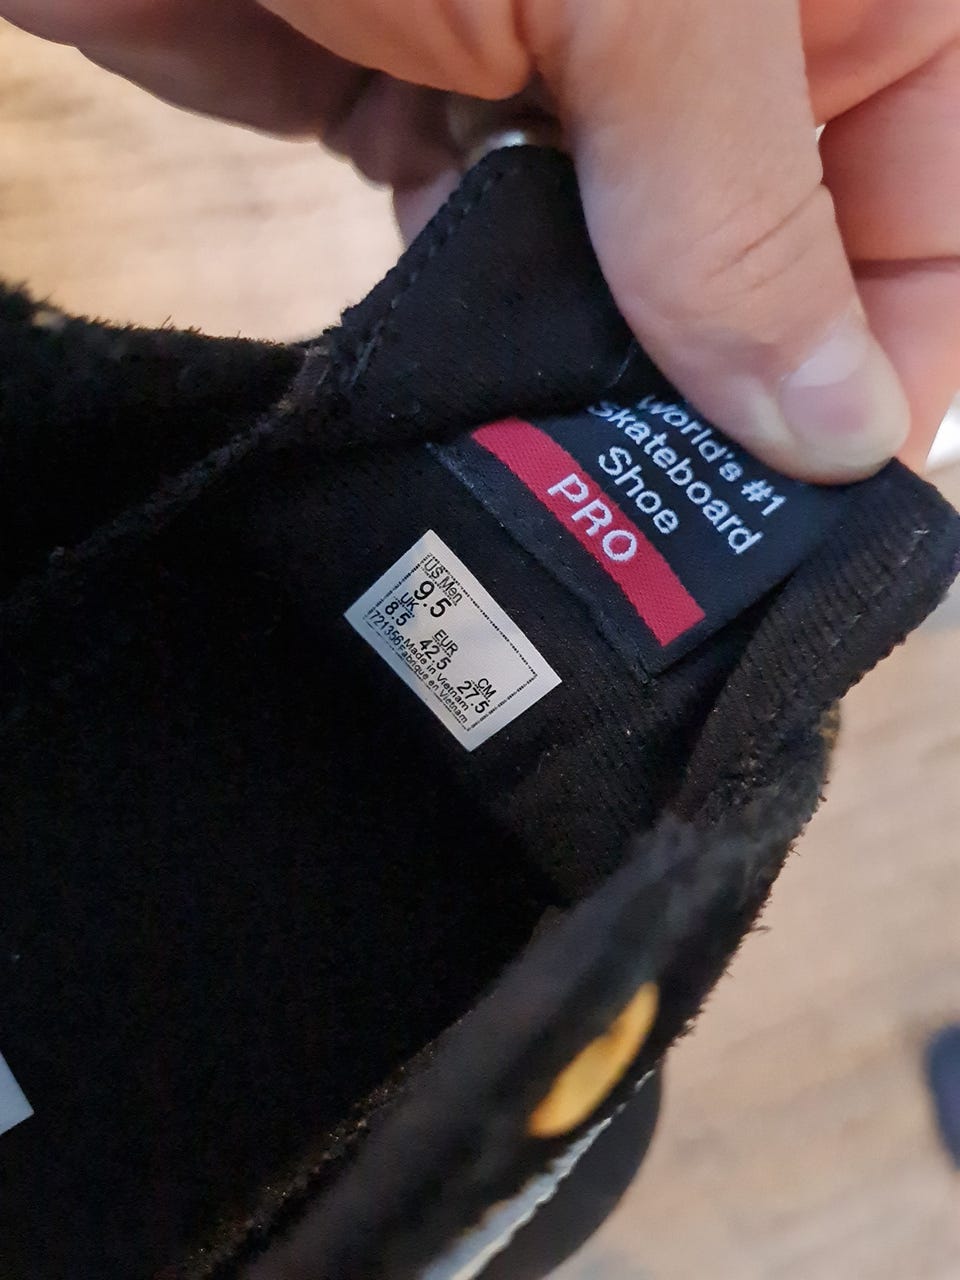 World's #1
Skateboard
Shoe
PRO
US Men
9.5
UK EUR CM
8.5 42.5 27.5
721356 Made in Vietnam
Fabriqué en Vietnam